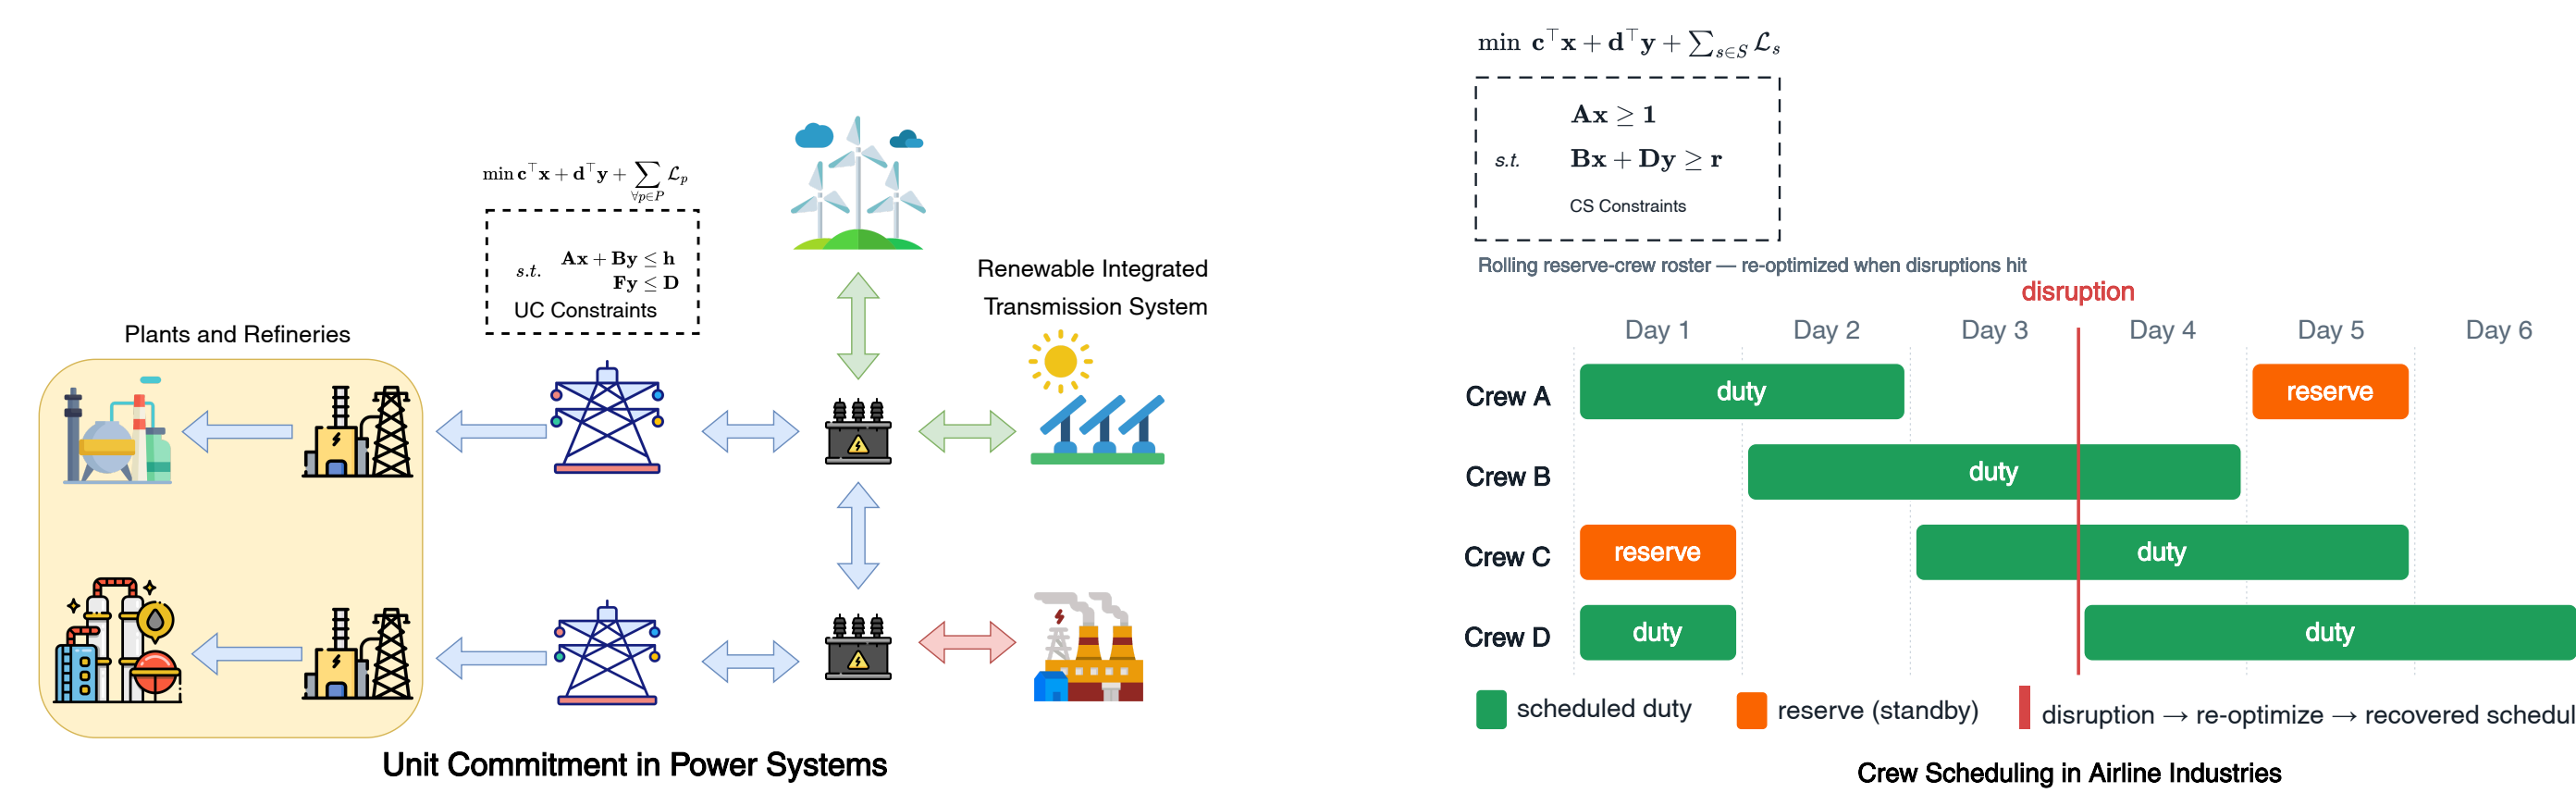 min c⊤x + d⊤y + ∑∀p∈P ℒp
s.t. Ax + By ≤ h
Fy ≤ D
UC Constraints
Renewable Integrated
Transmission System
Plants and Refineries
Unit Commitment in Power Systems
min c⊤x + d⊤y + ∑s∈S ℒs
Ax ≥ 1
s.t. Bx + Dy ≥ r
CS Constraints
Rolling reserve-crew roster — re-optimized when disruptions hit
disruption
Day 1 Day 2 Day 3 Day 4 Day 5 Day 6
Crew A duty reserve
Crew B duty
Crew C reserve duty
Crew D duty duty
scheduled duty reserve (standby) disruption → re-optimize → recovered schedul
Crew Scheduling in Airline Industries